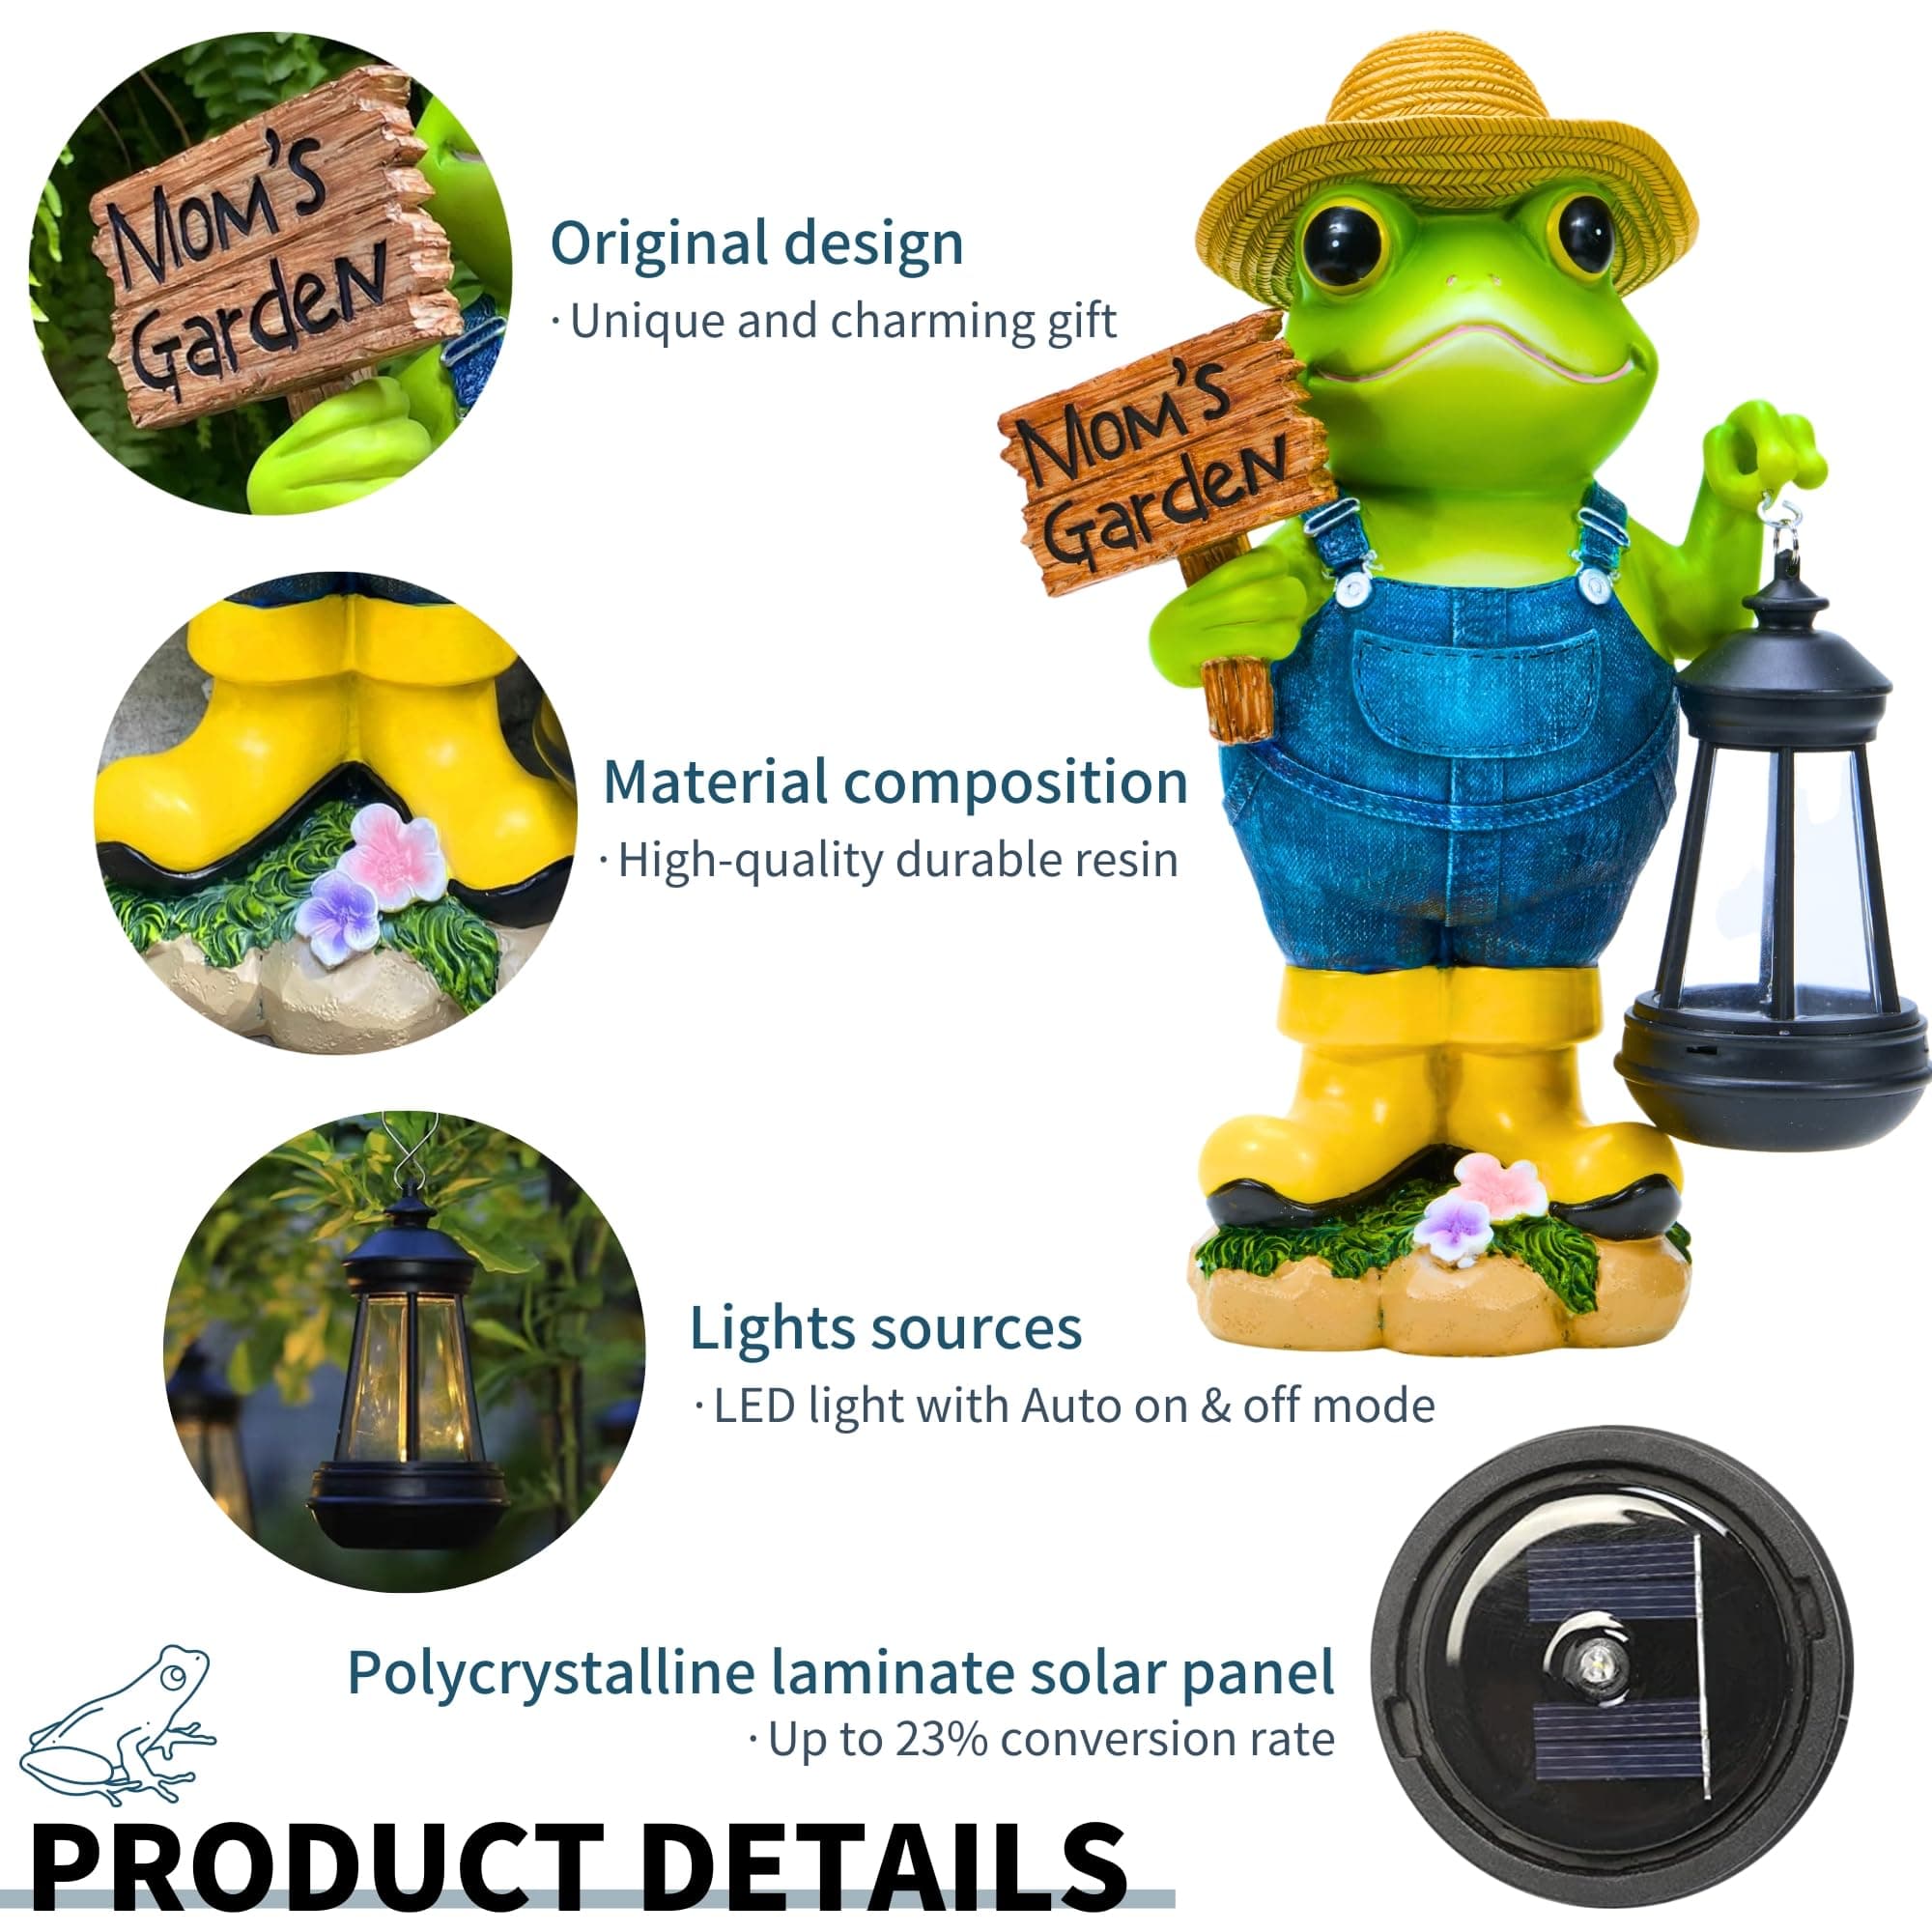 Mom's
Garden
Original design
· Unique and charming gift
Mom's
Garden
Material composition
· High-quality durable resin
Lights sources
· LED light with Auto on & off mode
Polycrystalline laminate solar panel
· Up to 23% conversion rate
PRODUCT DETAILS